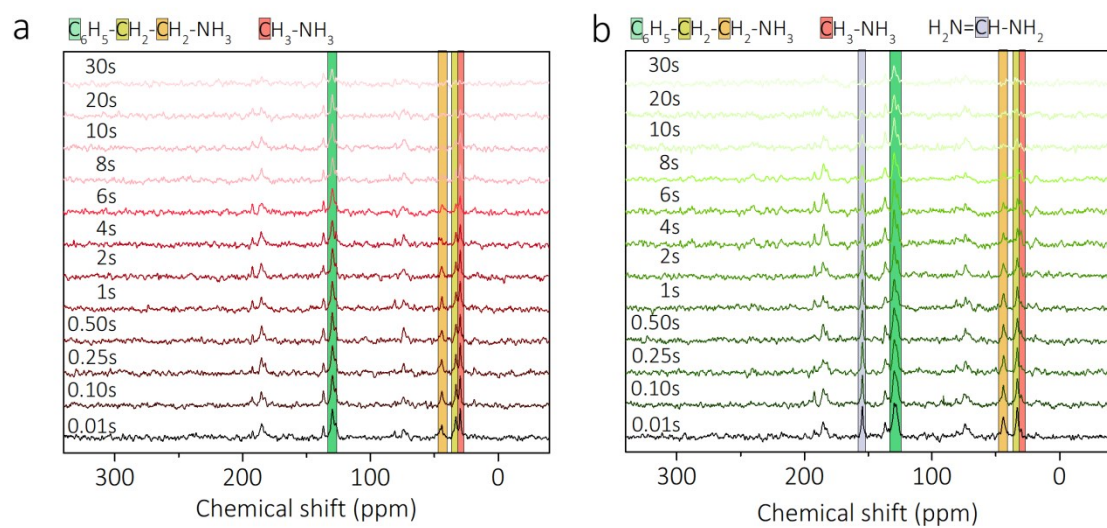 a
C₆H₅-CH₂-CH₂-NH₃ CH₃-NH₃
30s
20s
10s
8s
6s
4s
2s
1s
0.50s
0.25s
0.10s
0.01s
300 200 100 0
Chemical shift (ppm)
b
C₆H₅-CH₂-CH₂-NH₃ CH₃-NH₃ H₂N=CH-NH₂
30s
20s
10s
8s
6s
4s
2s
1s
0.50s
0.25s
0.10s
0.01s
300 200 100 0
Chemical shift (ppm)